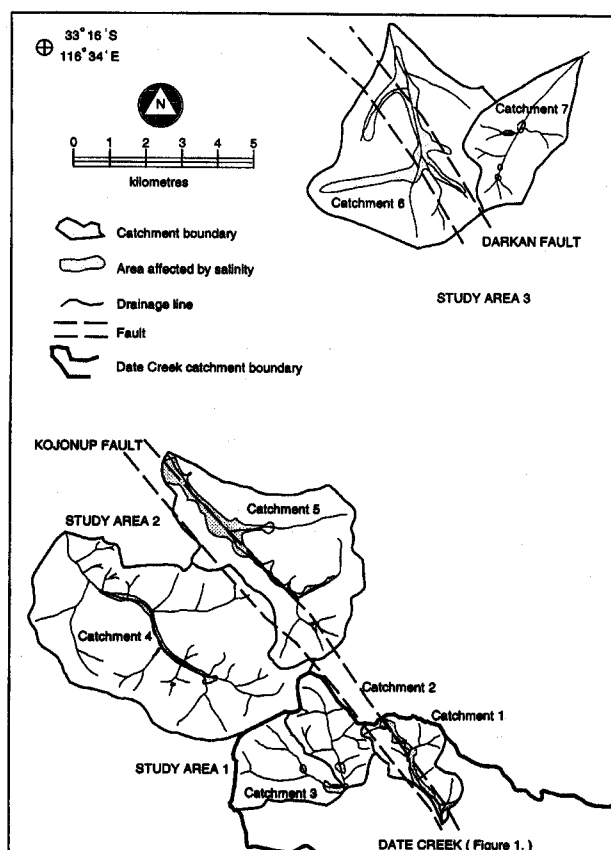 33°16'S
116°34'E
N
0 1 2 3 4 5
kilometres
Catchment boundary
Area affected by salinity
Drainage line
Fault
Date Creek catchment boundary
Catchment 7
Catchment 6
DARKAN FAULT
STUDY AREA 3
KOJONUP FAULT
STUDY AREA 2
Catchment 5
Catchment 4
Catchment 2
Catchment 1
STUDY AREA 1
Catchment 3
DATE CREEK ( Figure 1. )